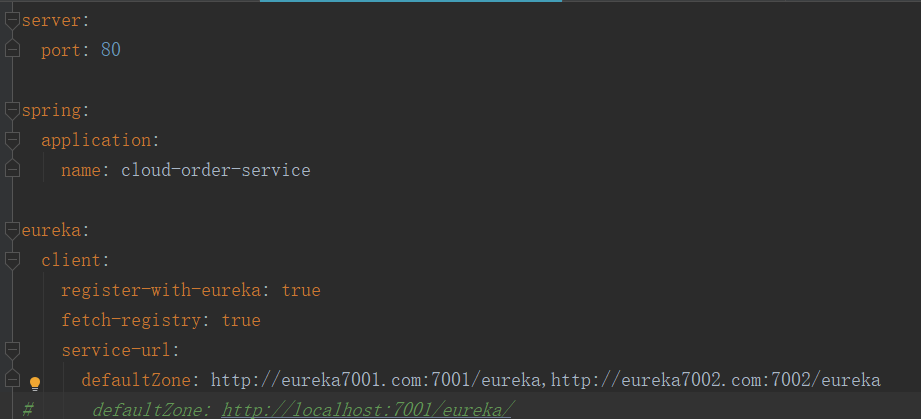 server:
  port: 80
spring:
  application:
    name: cloud-order-service
eureka:
  client:
    register-with-eureka: true
    fetch-registry: true
    service-url:
      defaultZone: http://eureka7001.com:7001/eureka,http://eureka7002.com:7002/eureka
#      defaultZone: http://localhost:7001/eureka/